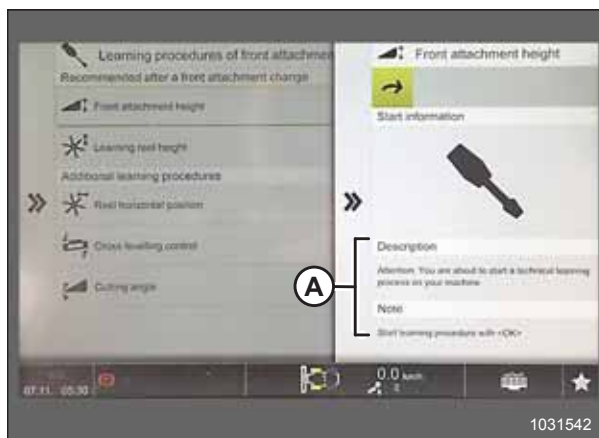 Learning procedures of front attachmen
Recommended after a front attachment change
Front attachment height
Learning reel height
Additional learning procedures
Reel horizontal position
Cross levelling control
Cutting angle
07.11. 05:30
Front attachment height
Start information
Description
Attention: You are about to start a technical learning
process on your machine
Note
Start learning procedure with <OK>
A
0.0 km/h
1031542